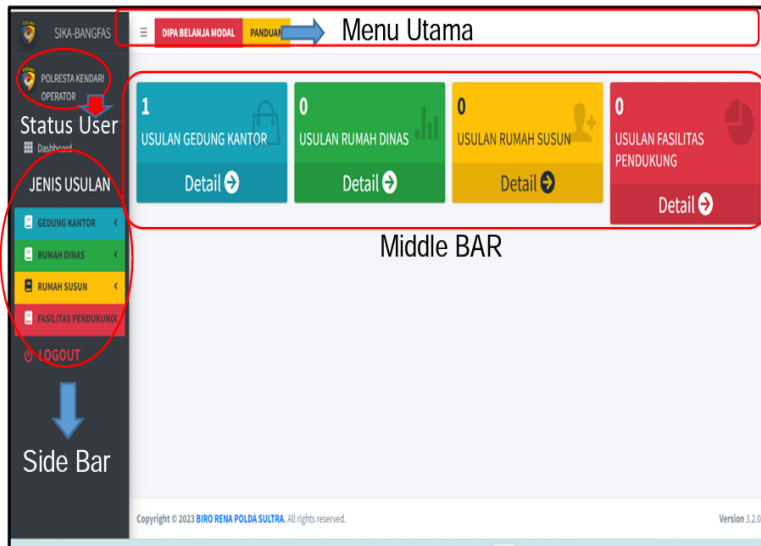 SIKA-BANGFAS
DIPA BELANJA MODAL
PANDUAN
Menu Utama
POLRESTA KENDARI
OPERATOR
Status User
Dashboard
JENIS USULAN
GEDUNG KANTOR
RUMAH DINAS
RUMAH SUSUN
FASILITAS PENDUKUNG
LOGOUT
Side Bar
1
USULAN GEDUNG KANTOR
Detail
0
USULAN RUMAH DINAS
Detail
0
USULAN RUMAH SUSUN
Detail
0
USULAN FASILITAS
PENDUKUNG
Detail
Middle BAR
Copyright © 2023 BIRO RENA POLDA SULTRA. All rights reserved.
Version 3.2.0